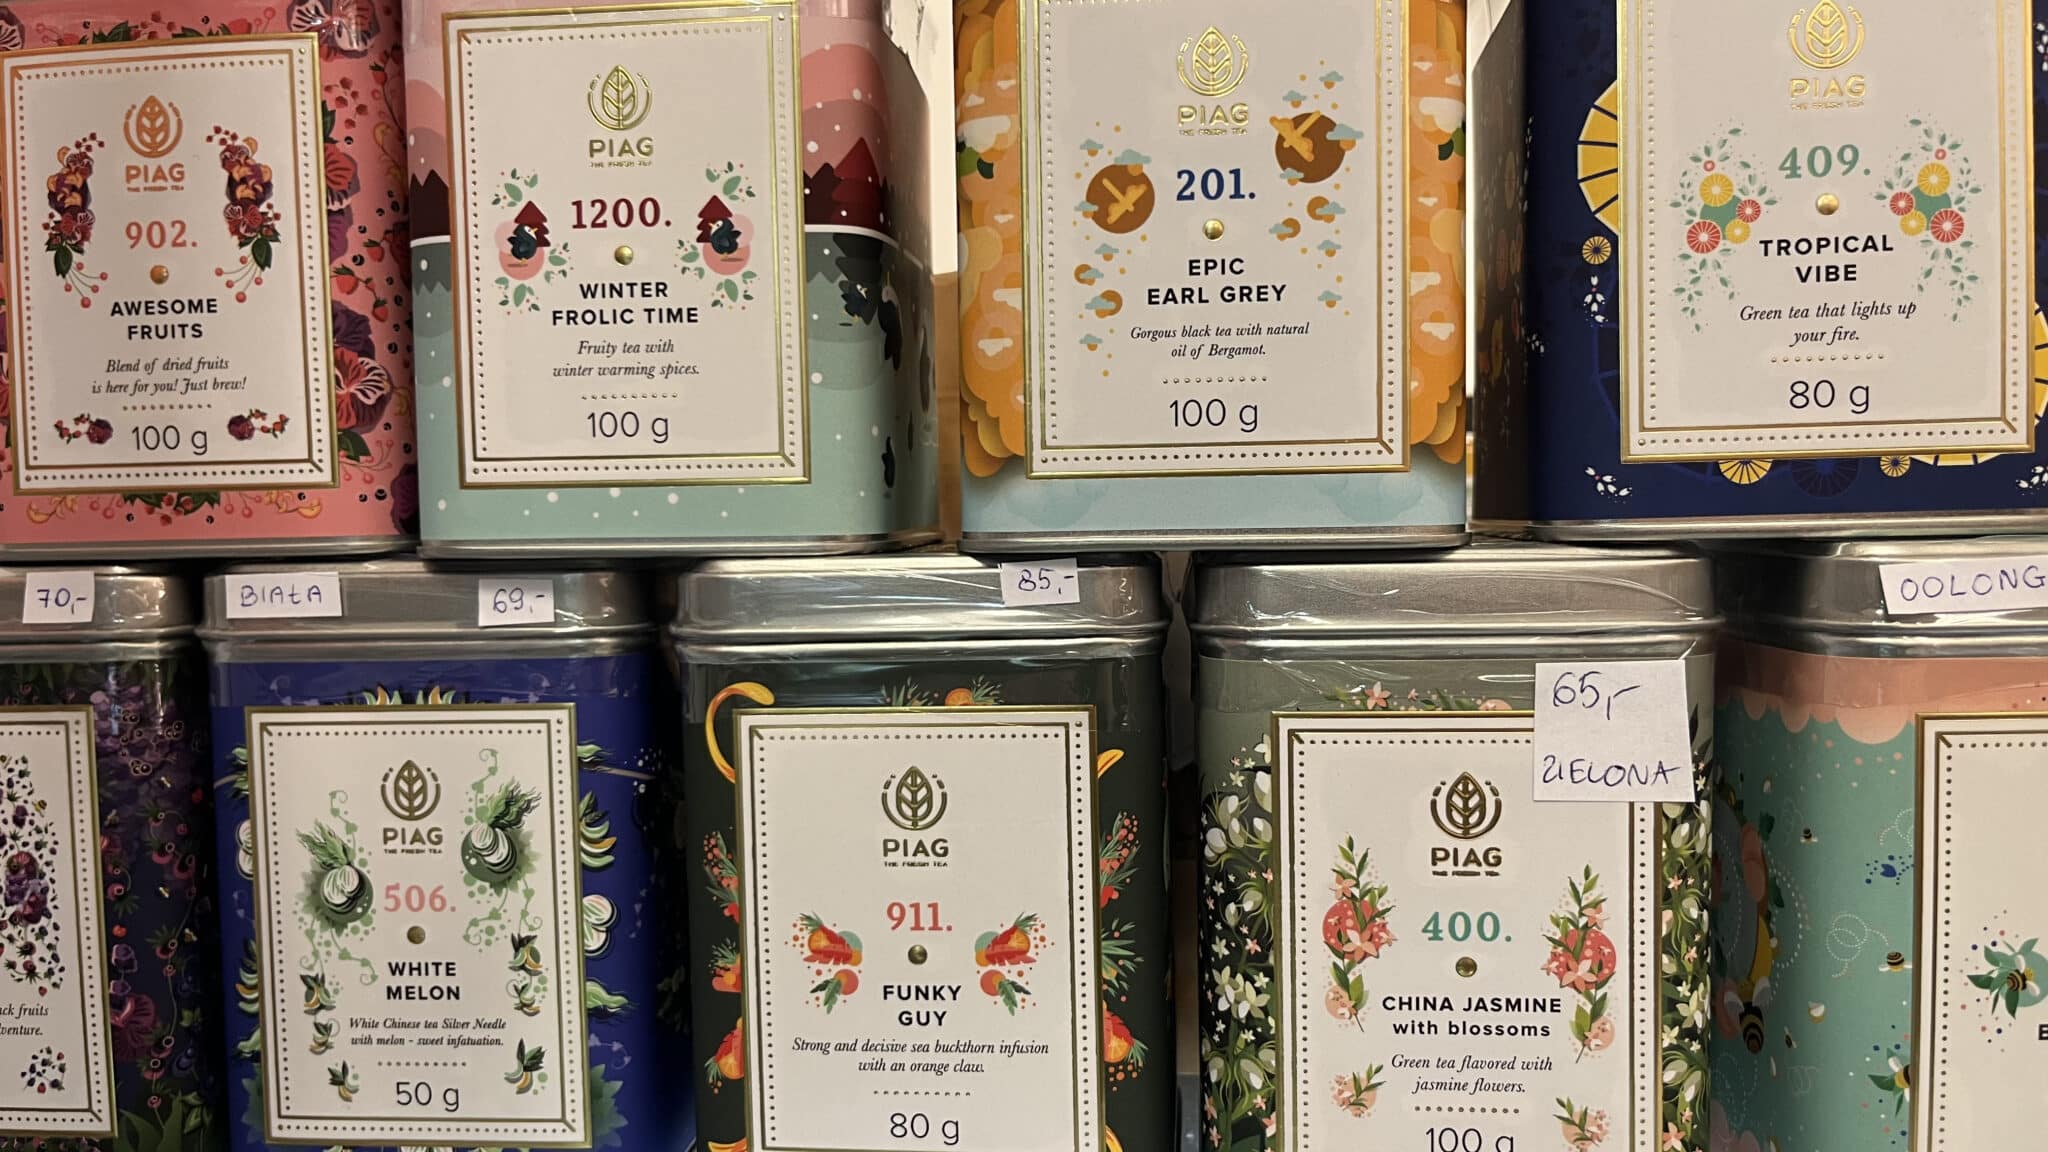 PIAG
THE FRESH TEA
902.
AWESOME
FRUITS
Blend of dried fruits
is here for you! Just brew!
100 g
PIAG
THE FRESH TEA
1200.
WINTER
FROLIC TIME
Fruity tea with
winter warming spices.
100 g
PIAG
THE FRESH TEA
201.
EPIC
EARL GREY
Gorgous black tea with natural
oil of Bergamot.
100 g
PIAG
THE FRESH TEA
409.
TROPICAL
VIBE
Green tea that lights up
your fire.
80 g
70,-
BIAŁA
69,-
85,-
65,-
ZIELONA
OOLONG
fruits
PIAG
THE FRESH TEA
506.
WHITE
MELON
White Chinese tea Silver Needle
with melon - sweet infatuation.
50 g
PIAG
THE FRESH TEA
911.
FUNKY
GUY
Strong and decisive sea buckthorn infusion
with an orange claw.
80 g
PIAG
THE FRESH TEA
400.
CHINA JASMINE
with blossoms
Green tea flavored with
jasmine flowers.
100 g